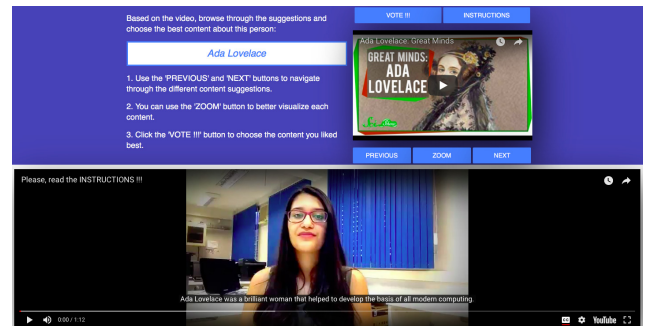 Based on the video, browse through the suggestions and
choose the best content about this person:
Ada Lovelace
1. Use the 'PREVIOUS' and 'NEXT' buttons to navigate
through the different content suggestions.
2. You can use the 'ZOOM' button to better visualize each
content.
3. Click the 'VOTE !!!' button to choose the content you liked
best.
VOTE !!!
INSTRUCTIONS
Ada Lovelace: Great Minds
GREAT MINDS:
ADA
LOVELACE
PREVIOUS
ZOOM
NEXT
Please, read the INSTRUCTIONS !!!
Ada Lovelace was a brilliant woman that helped to develop the basis of all modern computing.
0:00 / 1:12
YouTube